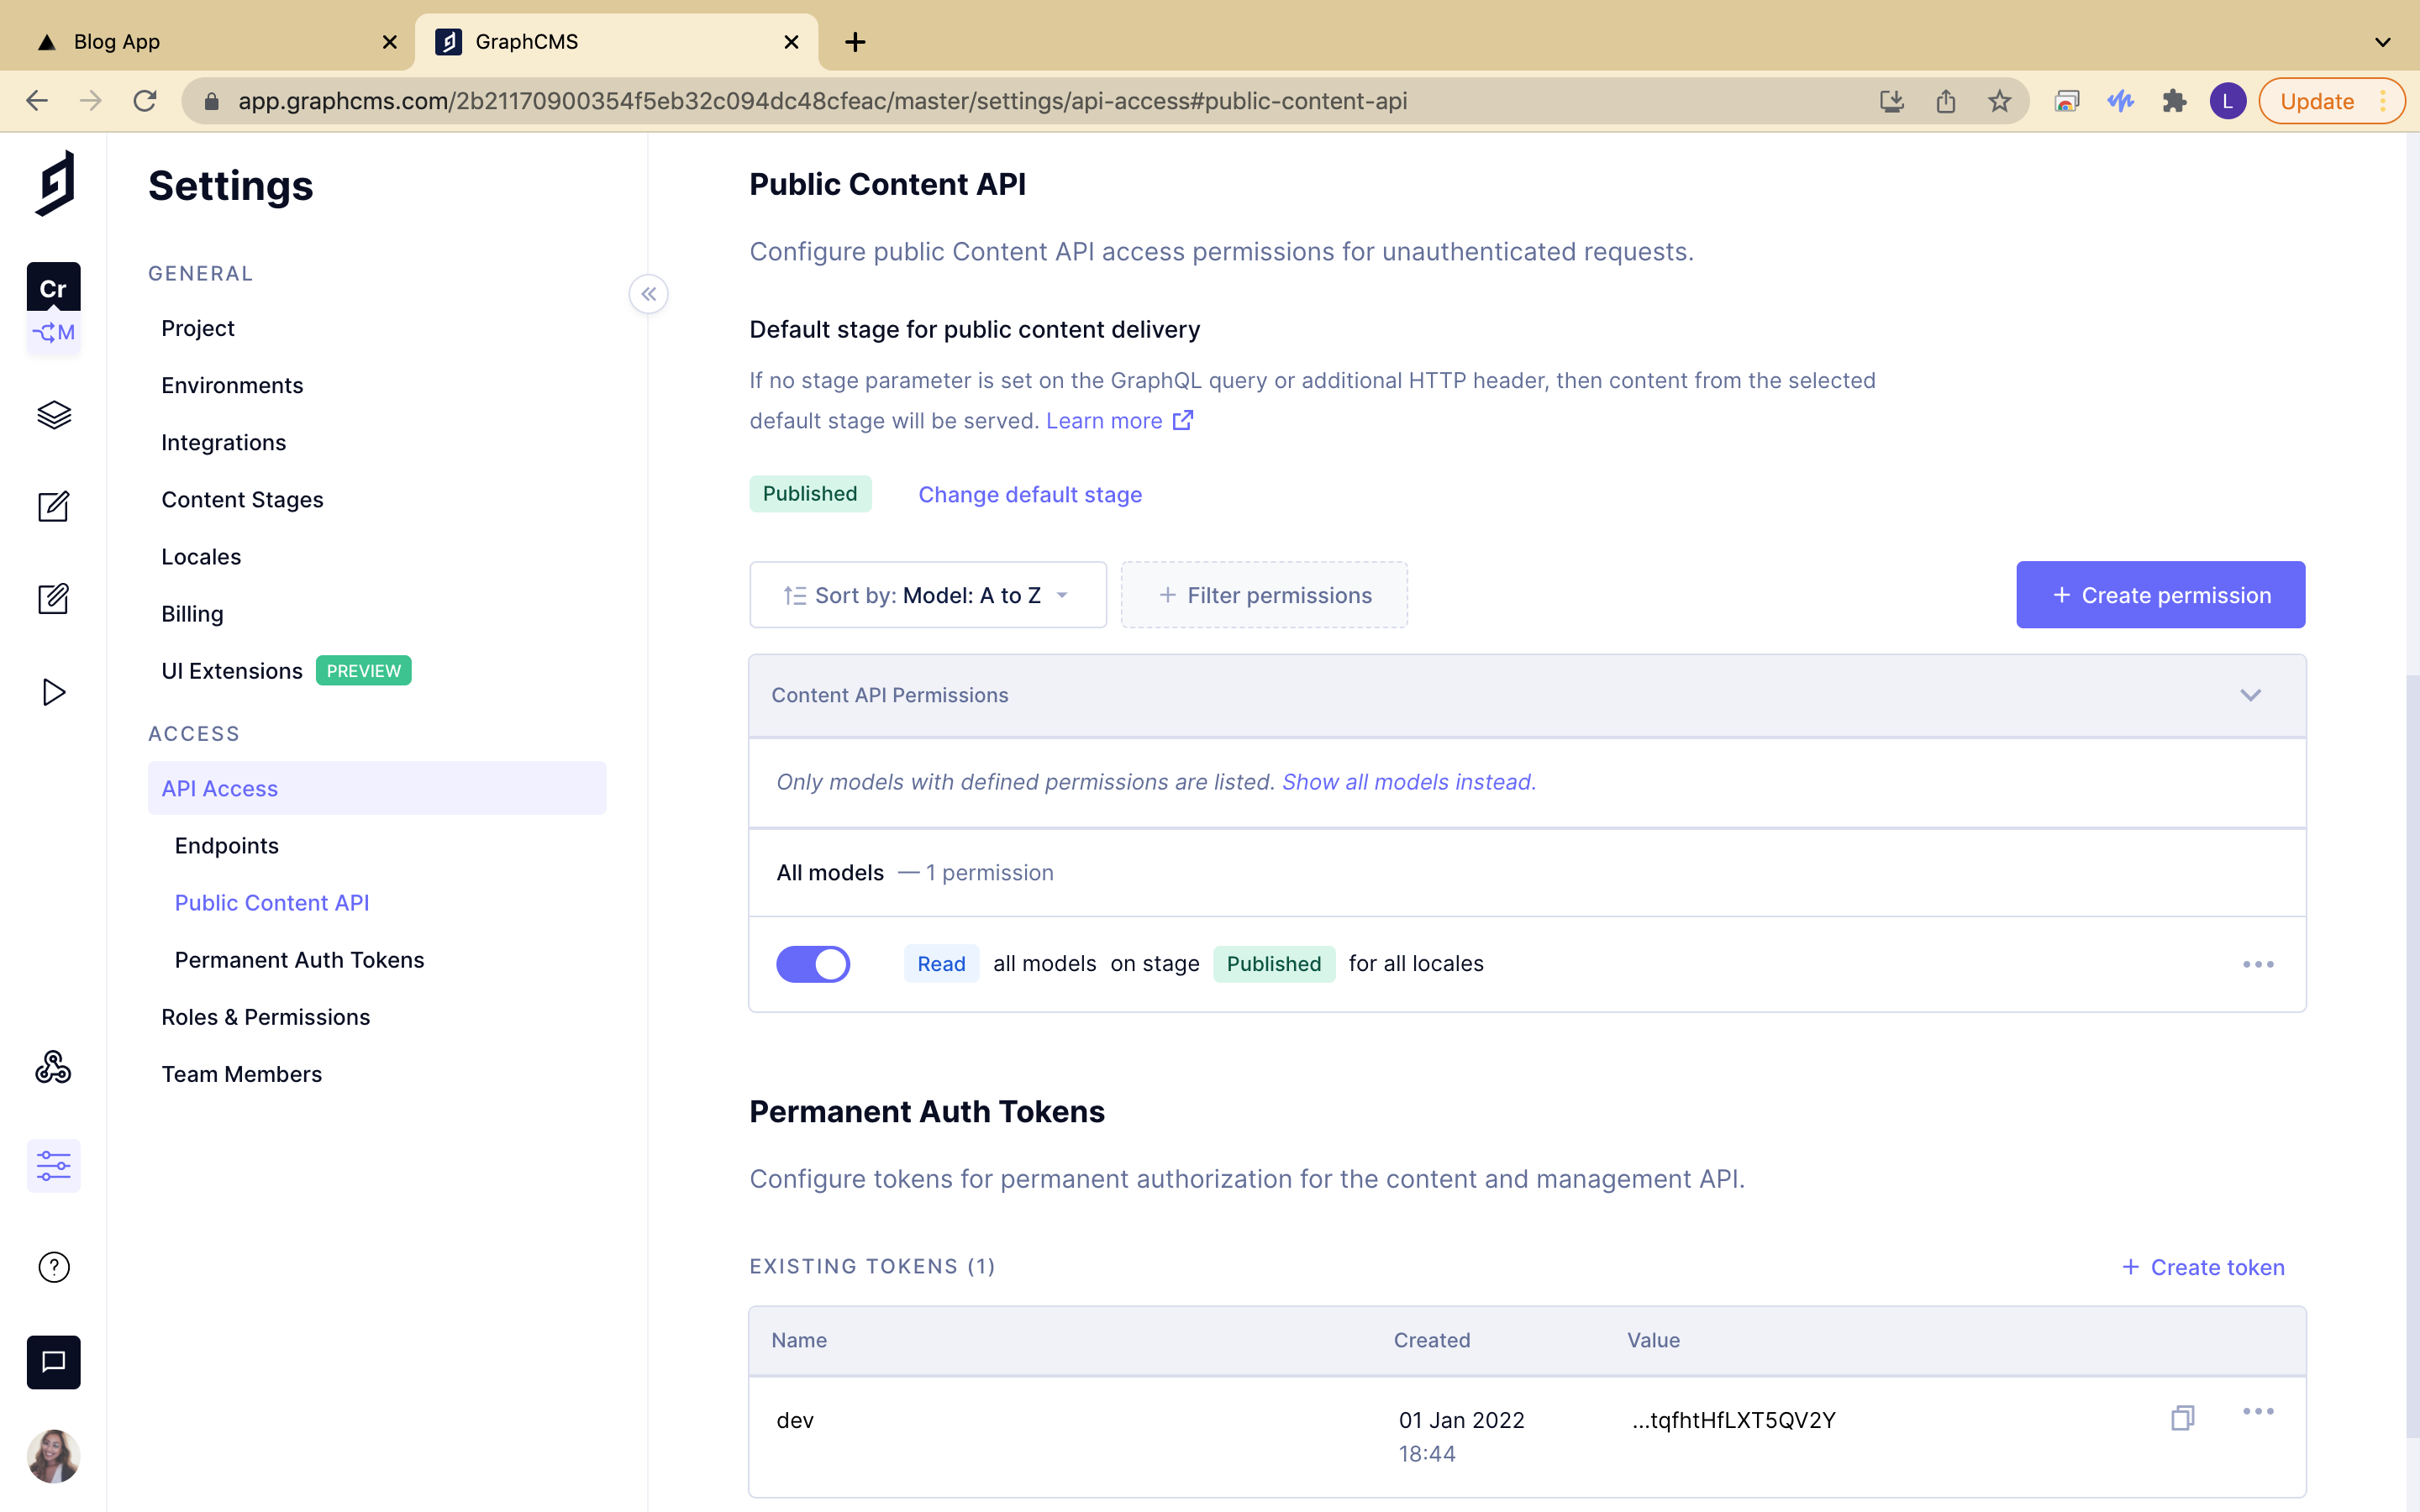 Blog App
GraphCMS
app.graphcms.com/2b21170900354f5eb32c094dc48cfeac/master/settings/api-access#public-content-api
L
Update
Cr
M
Settings
GENERAL
Project
Environments
Integrations
Content Stages
Locales
Billing
UI Extensions PREVIEW
ACCESS
API Access
Endpoints
Public Content API
Permanent Auth Tokens
Roles & Permissions
Team Members
Public Content API
Configure public Content API access permissions for unauthenticated requests.
Default stage for public content delivery
If no stage parameter is set on the GraphQL query or additional HTTP header, then content from the selected
default stage will be served. Learn more
Published Change default stage
Sort by: Model: A to Z + Filter permissions + Create permission
Content API Permissions
Only models with defined permissions are listed. Show all models instead.
All models — 1 permission
Read all models on stage Published for all locales
Permanent Auth Tokens
Configure tokens for permanent authorization for the content and management API.
EXISTING TOKENS (1) + Create token
Name Created Value
dev 01 Jan 2022 ...tqfhtHfLXT5QV2Y
18:44